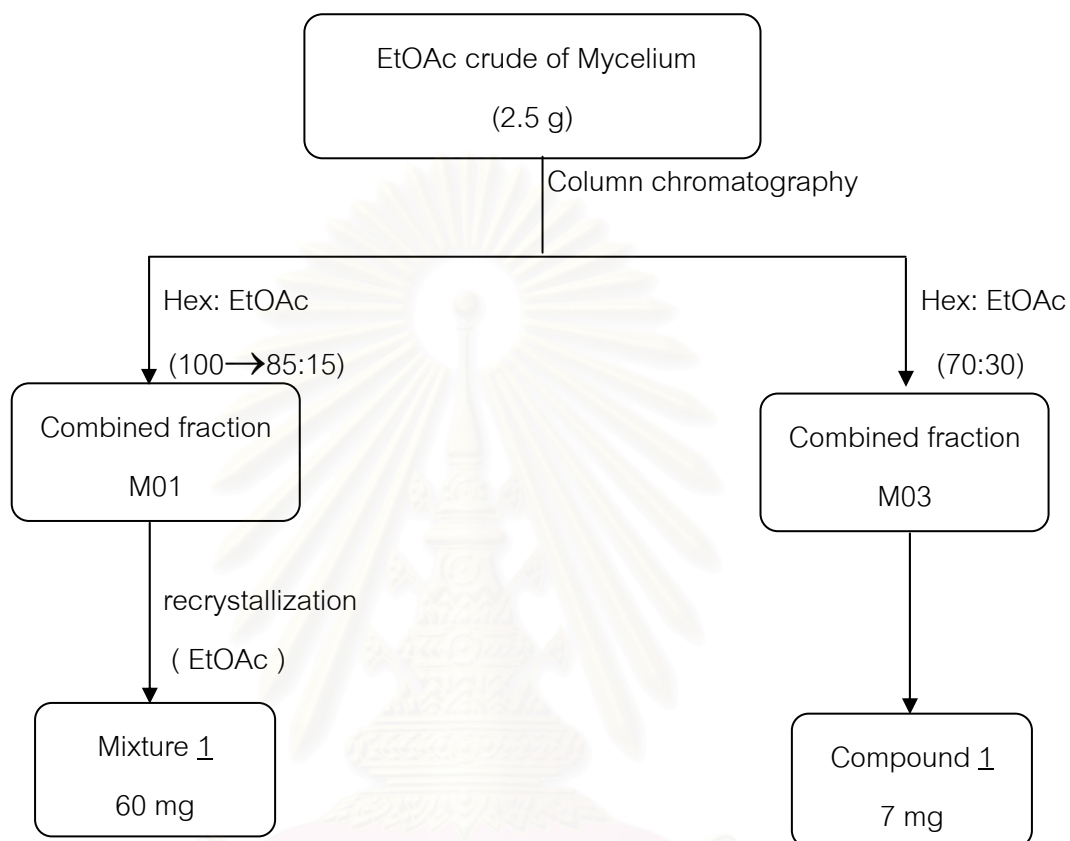 EtOAc crude of Mycelium
(2.5 g)
Column chromatography
Hex: EtOAc
(100→85:15)
Hex: EtOAc
(70:30)
Combined fraction
M01
Combined fraction
M03
recrystallization
( EtOAc )
Mixture 1
60 mg
Compound 1
7 mg